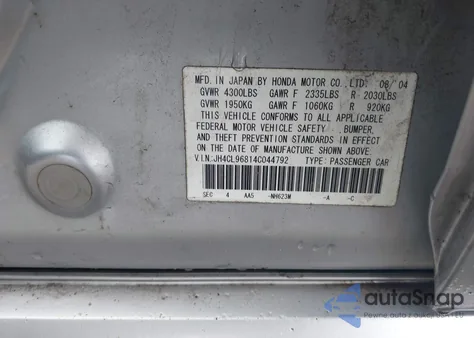 MFD. IN JAPAN BY HONDA MOTOR CO., LTD. 08/04
GVWR 4300LBS GAWR F 2335LBS R 2030LBS
GVWR 1950KG GAWR F 1060KG R 920KG
THIS VEHICLE CONFORMS TO ALL APPLICABLE
FEDERAL MOTOR VEHICLE SAFETY, BUMPER,
AND THEFT PREVENTION STANDARDS IN EFFECT
ON THE DATE OF MANUFACTURE SHOWN ABOVE.
V.I.N:JH4CL96814C044792 TYPE: PASSENGER CAR
SEC 4 AA5 -NH623M -A -C
autoSnap